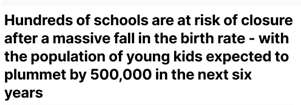 Hundreds of schools are at risk of closure
after a massive fall in the birth rate - with
the population of young kids expected to
plummet by 500,000 in the next six
years